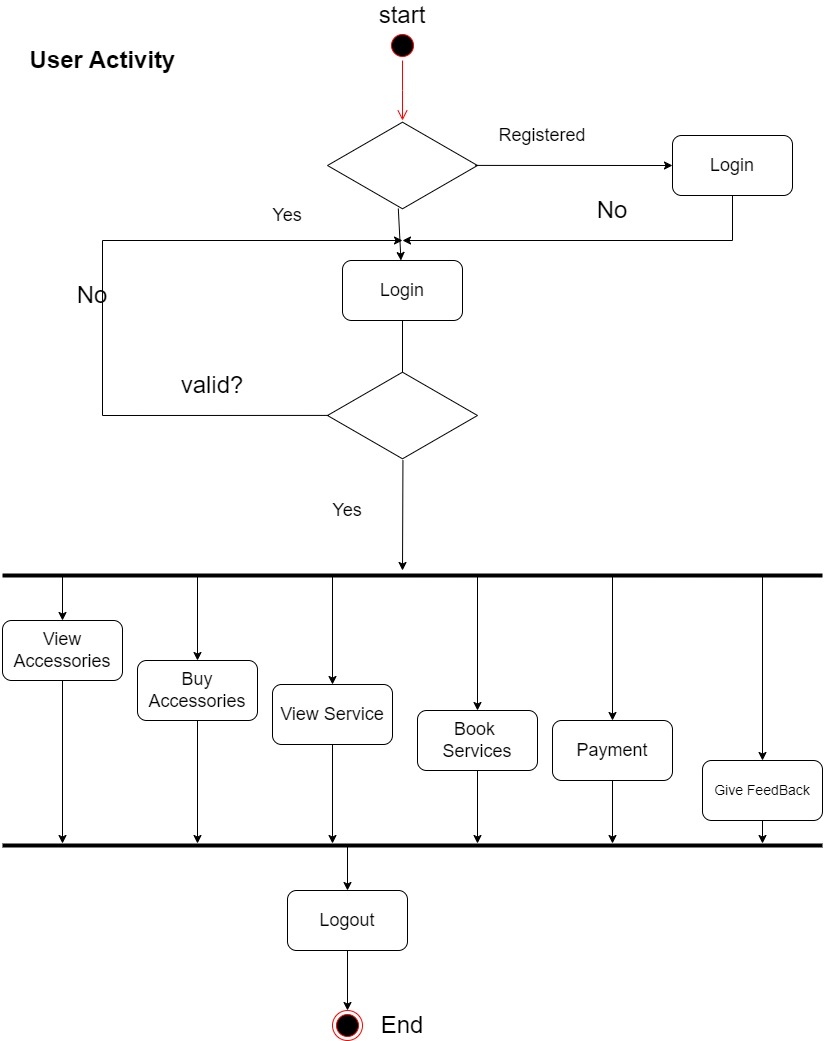 start
User Activity
Registered
Login
Yes
No
Login
No
valid?
Yes
View
Accessories
Buy
Accessories
View Service
Book
Services
Payment
Give FeedBack
Logout
End